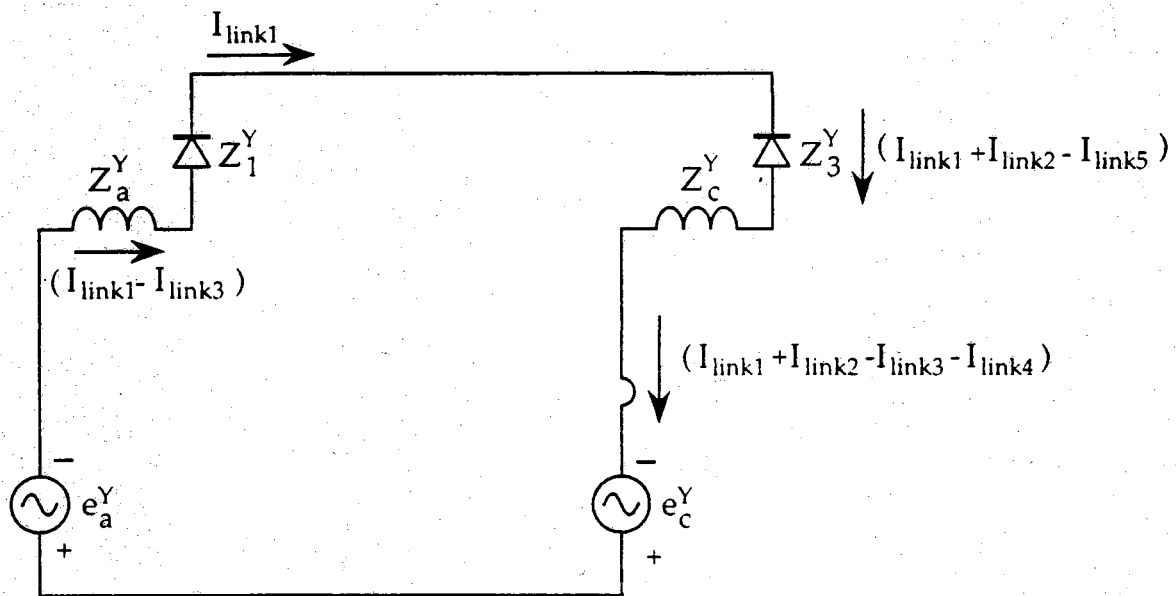 I_link1
Z_1^Y
Z_3^Y
(I_link1 + I_link2 - I_link5)
Z_a^Y
Z_c^Y
(I_link1 - I_link3)
(I_link1 + I_link2 - I_link3 - I_link4)
−
−
e_a^Y
e_c^Y
+
+